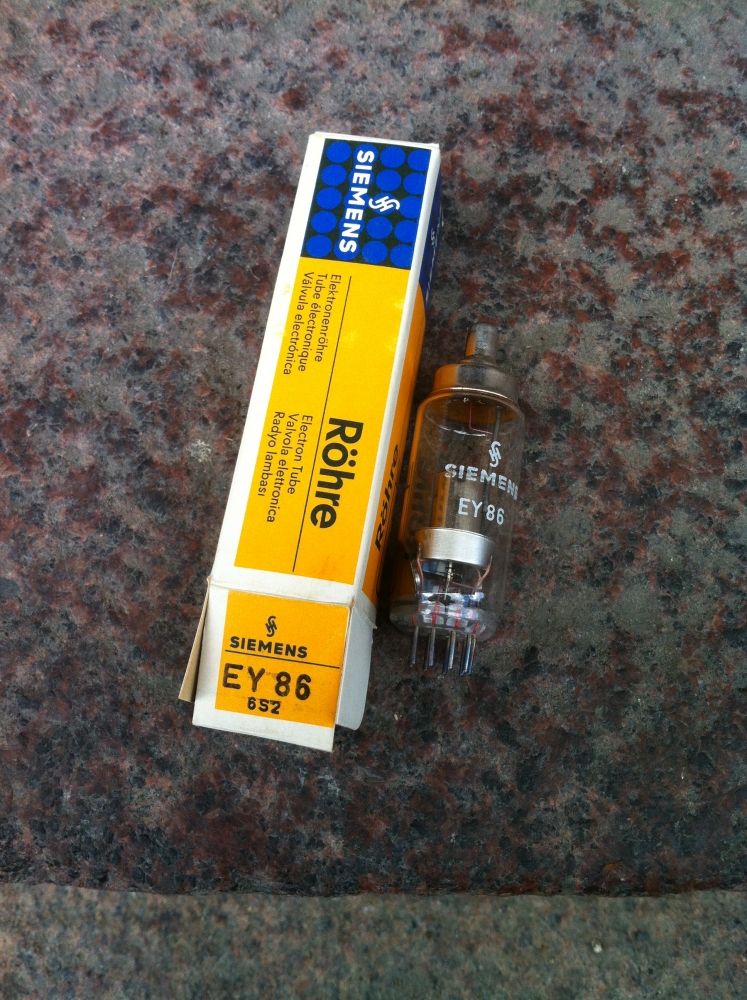 SIEMENS
Elektronenröhre
Tube électronique
Válvula electrónica
Electron Tube
Valvola elettronica
Radyo lambası
Röhre
Röhre
SIEMENS
EY 86
652
SIEMENS
EY 86